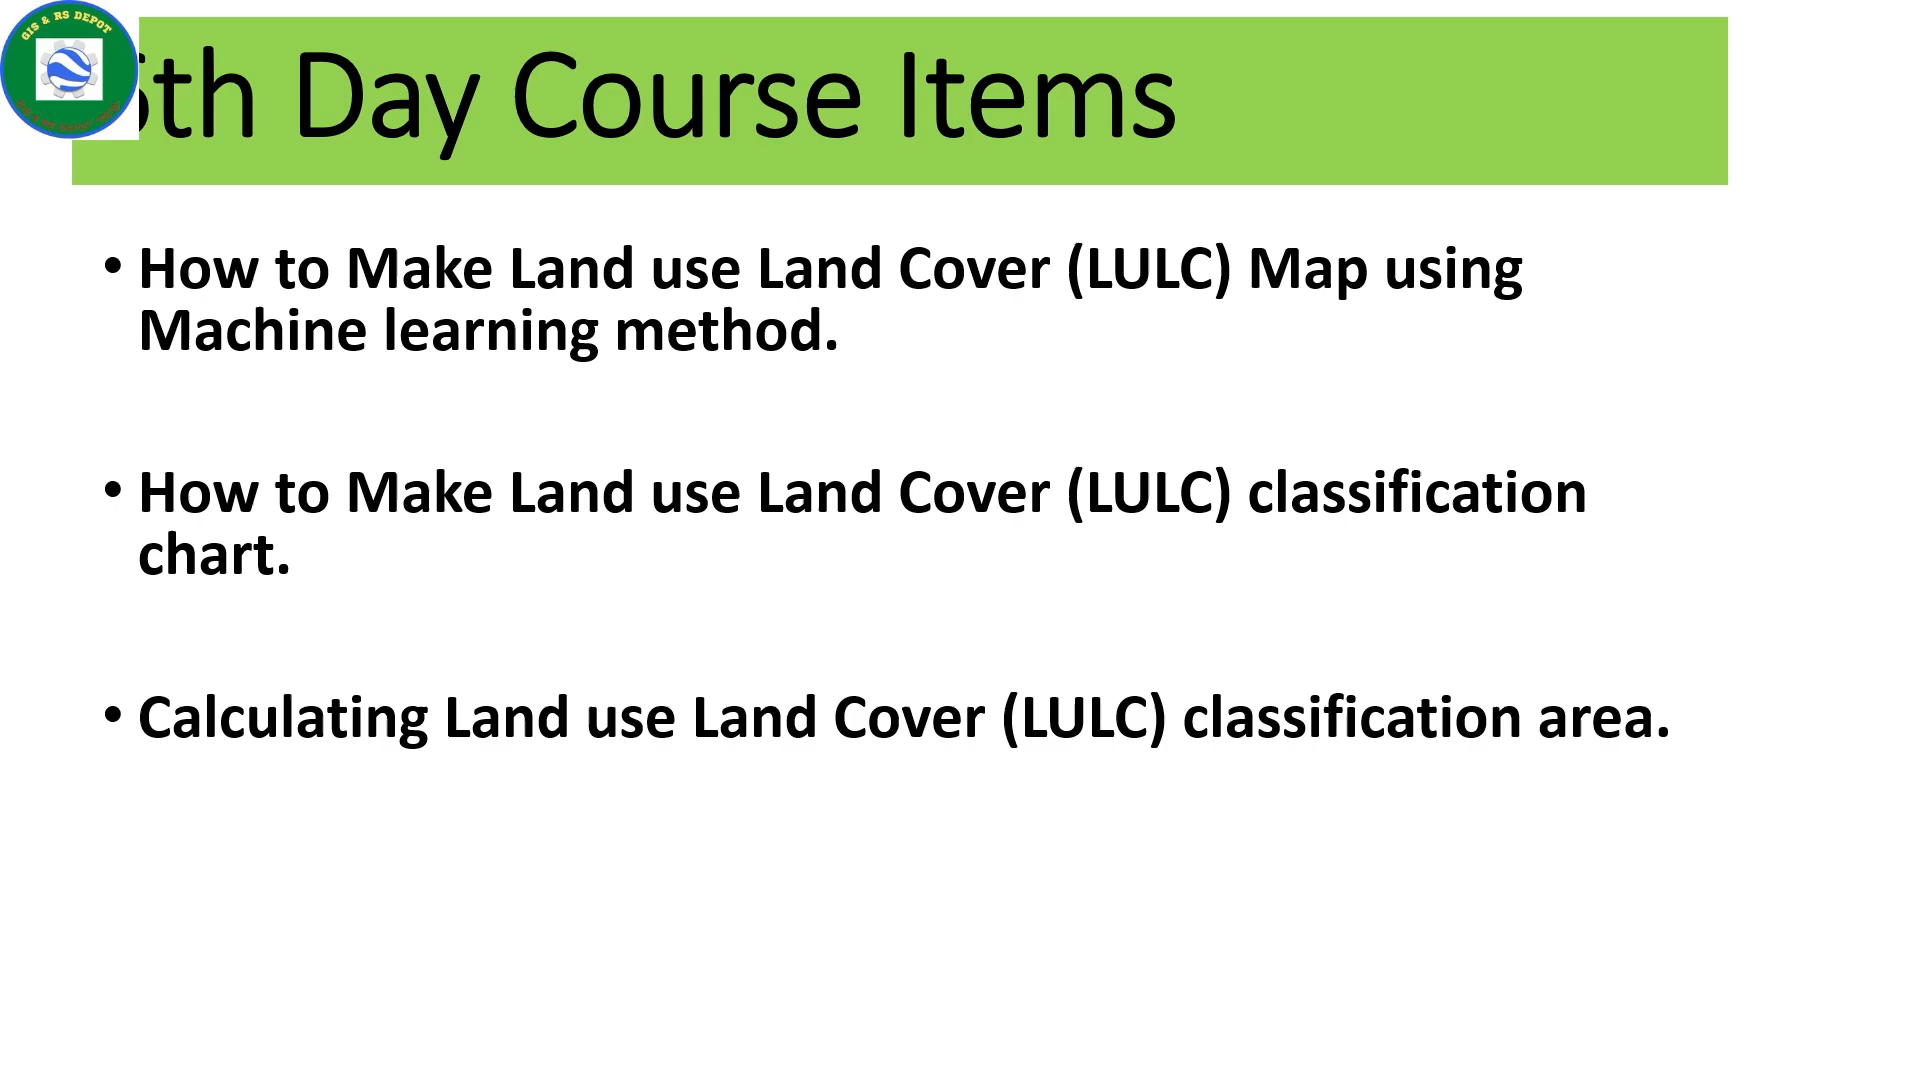 GIS & RS DEPOT
th Day Course Items
• How to Make Land use Land Cover (LULC) Map using
Machine learning method.
• How to Make Land use Land Cover (LULC) classification
chart.
• Calculating Land use Land Cover (LULC) classification area.